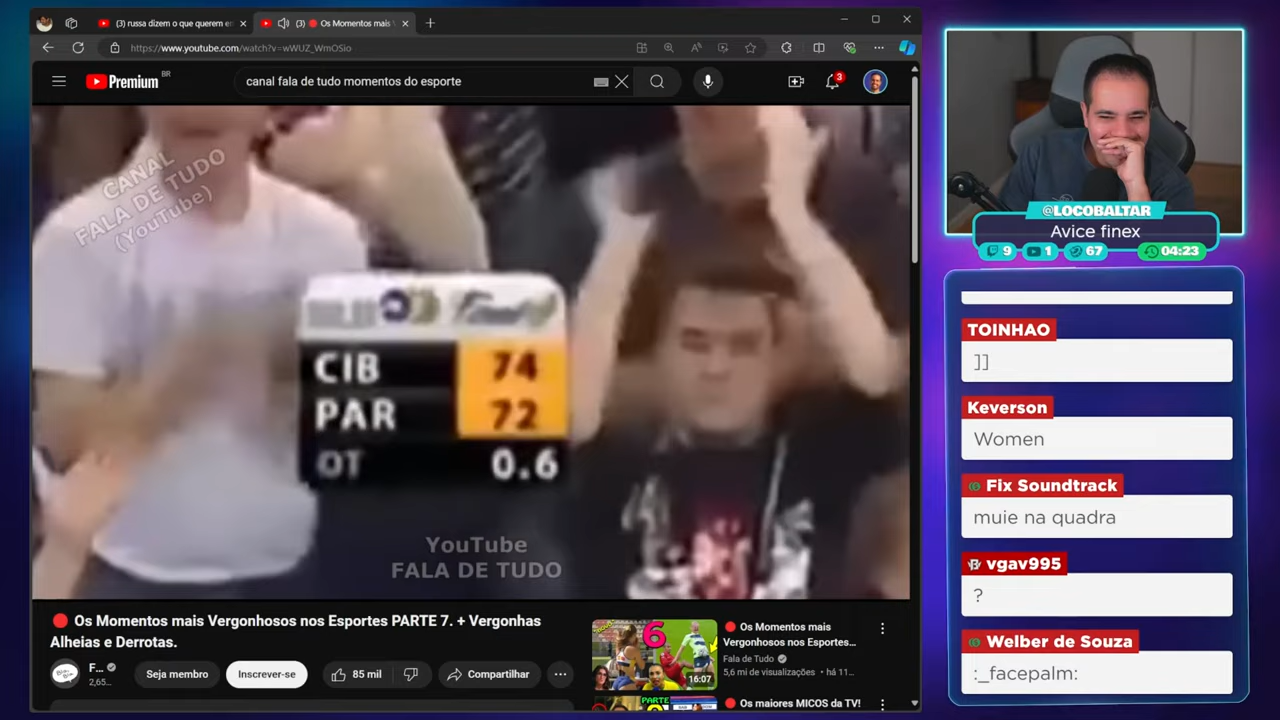 (3) russa dizem o que querem e
(3) 🔴 Os Momentos mais V
https://www.youtube.com/watch?v=wWUZ_WmOSio
Premium BR
canal fala de tudo momentos do esporte
3
CANAL
FALA DE TUDO
(YouTube)
CIB 74
PAR 72
OT 0.6
YouTube
FALA DE TUDO
🔴 Os Momentos mais Vergonhosos nos Esportes PARTE 7. + Vergonhas
Alheias e Derrotas.
F...
2,65...
Seja membro
Inscrever-se
85 mil
Compartilhar
6
16:07
🔴 Os Momentos mais
Vergonhosos nos Esportes...
Fala de Tudo
5,6 mi de visualizações • há 11...
PARTE
🔴 Os maiores MICOS da TV!
@LOCOBALTAR
Avice finex
9 1 67 04:23
TOINHAO
]]
Keverson
Women
Fix Soundtrack
muie na quadra
vgav995
?
Welber de Souza
:_facepalm: